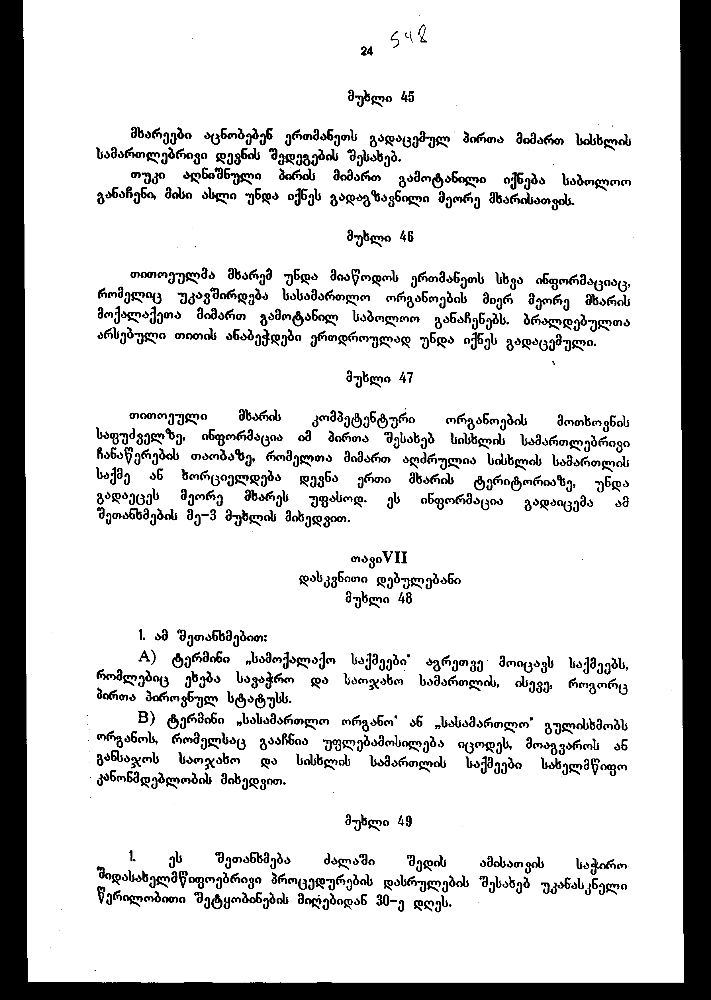 548
24
მუხლი 45
მხარეები აცნობებენ ერთმანეთს გადაცემულ პირთა მიმართ სისხლის
სამართლებრივი დევნის შედეგების შესახებ.
თუკი აღნიშნული პირის მიმართ გამოტანილი იქნება საბოლოო
განაჩენი, მისი ასლი უნდა იქნეს გადაგზავნილი მეორე მხარისათვის.
მუხლი 46
თითოეულმა მხარემ უნდა მიაწოდოს ერთმანეთს სხვა ინფორმაციაც,
რომელიც უკავშირდება სასამართლო ორგანოების მიერ მეორე მხარის
მოქალაქეთა მიმართ გამოტანილ საბოლოო განაჩენებს. ბრალდებულთა
არსებული თითის ანაბეჭდები ერთდროულად უნდა იქნეს გადაცემული.
მუხლი 47
თითოეული მხარის კომპეტენტური ორგანოების მოთხოვნის
საფუძველზე, ინფორმაცია იმ პირთა შესახებ სისხლის სამართლებრივი
ჩანაწერების თაობაზე, რომელთა მიმართ აღძრულია სისხლის სამართლის
საქმე ან ხორციელდება დევნა ერთი მხარის ტერიტორიაზე, უნდა
გადაეცეს მეორე მხარეს უფასოდ. ეს ინფორმაცია გადაიცემა ამ
შეთანხმების მე-3 მუხლის მიხედვით.
თავიVII
დასკვნითი დებულებანი
მუხლი 48
1. ამ შეთანხმებით:
A) ტერმინი „სამოქალაქო საქმეები" აგრეთვე მოიცავს საქმეებს,
რომლებიც ეხება სავაჭრო და საოჯახო სამართლის, ისევე, როგორც
პირთა პიროვნულ სტატუსს.
B) ტერმინი „სასამართლო ორგანო" ან „სასამართლო" გულისხმობს
ორგანოს, რომელსაც გააჩნია უფლებამოსილება იცოდეს, მოაგვაროს ან
განსაჯოს საოჯახო და სისხლის სამართლის საქმეები სახელმწიფო
კანონმდებლობის მიხედვით.
მუხლი 49
1. ეს შეთანხმება ძალაში შედის ამისათვის საჭირო
შიდასახელმწიფოებრივი პროცედურების დასრულების შესახებ უკანასკნელი
წერილობითი შეტყობინების მიღებიდან 30-ე დღეს.